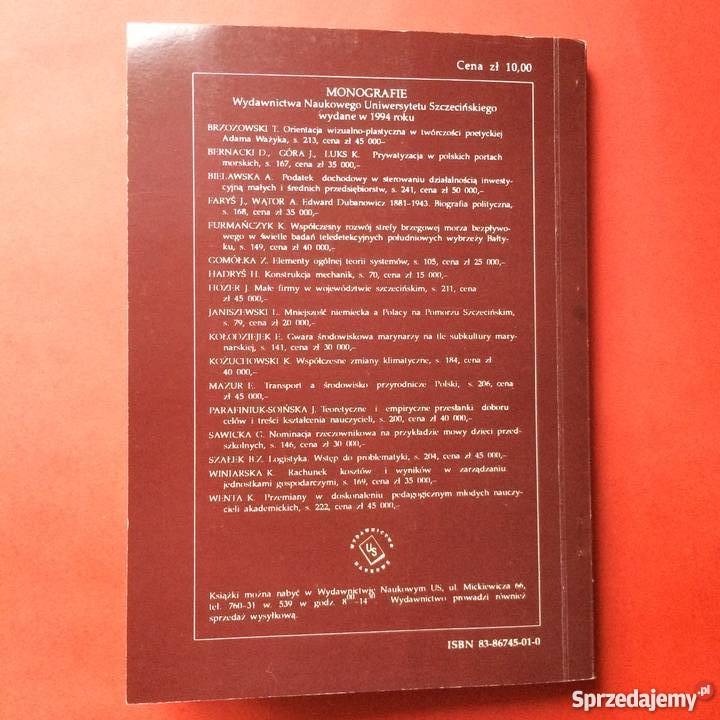 Cena zł 10,00
MONOGRAFIE
Wydawnictwa Naukowego Uniwersytetu Szczecińskiego
wydane w 1994 roku
BRZOZOWSKI T. Orientacja wizualno-plastyczna w twórczości poetyckiej
Adama Ważyka, s. 213, cena zł 45 000–
BERNACKI D., GÓRA J., LUKS K. Prywatyzacja w polskich portach
morskich, s. 167, cena zł 35 000,–
BIELAWSKA A. Podatek dochodowy w sterowaniu działalnością inwesty-
cyjną małych i średnich przedsiębiorstw, s. 241, cena zł 50 000,–
FARYŚ J., WĄTOR A. Edward Dubanowicz 1881-1943. Biografia polityczna,
s. 168, cena zł 35 000,–
FURMAŃCZYK K. Współczesny rozwój strefy brzegowej morza bezpływo-
wego w świetle badań teledetekcyjnych południowych wybrzeży Bałty-
ku, s. 149, cena zł 40 000,–
GOMÓŁKA Z. Elementy ogólnej teorii systemów, s. 105, cena zł 25 000,–
HADRYŚ H. Konstrukcja mechanik, s. 70, cena zł 15 000,–
HOZER J. Małe firmy w województwie szczecińskim, s. 211, cena
zł 45 000,–
JANISZEWSKI L. Mniejszość niemiecka a Polacy na Pomorzu Szczecińskim,
s. 79, cena zł 20 000,–
KOŁODZIEJEK E. Gwara środowiskowa marynarzy na tle subkultury mary-
narskiej, s. 141, cena zł 30 000,–
KOŻUCHOWSKI K. Współczesne zmiany klimatyczne, s. 184, cena zł
40 000,–
MAZUR E. Transport a środowisko przyrodnicze Polski, s. 206, cena
zł 45 000,–
PARAFINIUK-SOIŃSKA J. Teoretyczne i empiryczne przesłanki doboru
celów i treści kształcenia nauczycieli, s. 200, cena zł 40 000,–
SAWICKA G. Nominacja rzeczownikowa na przykładzie mowy dzieci przed-
szkolnych, s. 146, cena zł 30 000,–
SZAŁEK B.Z. Logistyka. Wstęp do problematyki, s. 204, cena zł 45 000,–
WINIARSKA K. Rachunek kosztów i wyników w zarządzaniu
jednostkami gospodarczymi, s. 169, cena zł 35 000,–
WENTA K. Przemiany w doskonaleniu pedagogicznym młodych nauczy-
cieli akademickich, s. 222, cena zł 45 000,–
WYDAWNICTWO
US
NAUKOWE
Książki można nabyć w Wydawnictwie Naukowym US, ul. Mickiewicza 66,
tel. 760-31 w. 539 w godz. 8⁰⁰–14³⁰ Wydawnictwo prowadzi również
sprzedaż wysyłkową.
ISBN 83-86745-01-0
Sprzedajemy.pl